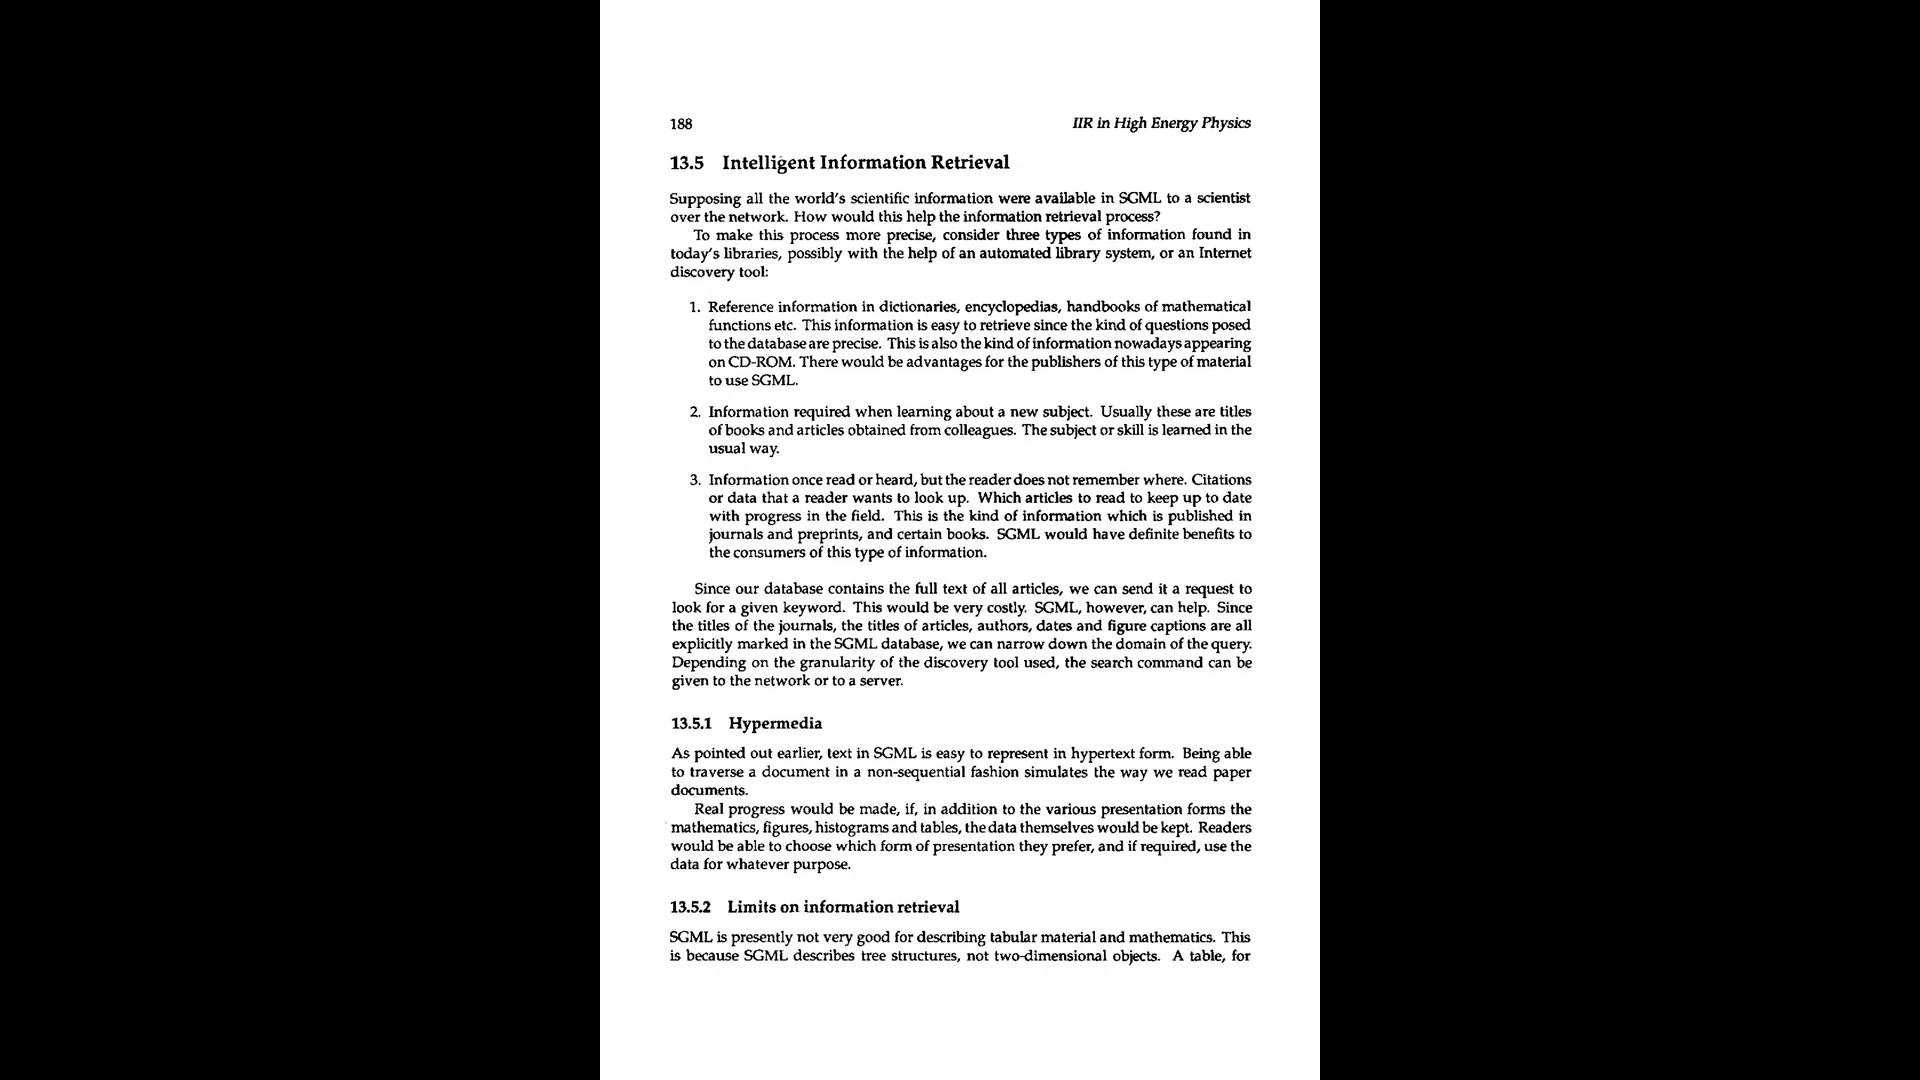 188
IIR in High Energy Physics
13.5 Intelligent Information Retrieval
Supposing all the world's scientific information were available in SGML to a scientist
over the network. How would this help the information retrieval process?
To make this process more precise, consider three types of information found in
today's libraries, possibly with the help of an automated library system, or an Internet
discovery tool:
1. Reference information in dictionaries, encyclopedias, handbooks of mathematical
functions etc. This information is easy to retrieve since the kind of questions posed
to the database are precise. This is also the kind of information nowadays appearing
on CD-ROM. There would be advantages for the publishers of this type of material
to use SGML.
2. Information required when learning about a new subject. Usually these are titles
of books and articles obtained from colleagues. The subject or skill is learned in the
usual way.
3. Information once read or heard, but the reader does not remember where. Citations
or data that a reader wants to look up. Which articles to read to keep up to date
with progress in the field. This is the kind of information which is published in
journals and preprints, and certain books. SGML would have definite benefits to
the consumers of this type of information.
Since our database contains the full text of all articles, we can send it a request to
look for a given keyword. This would be very costly. SGML, however, can help. Since
the titles of the journals, the titles of articles, authors, dates and figure captions are all
explicitly marked in the SGML database, we can narrow down the domain of the query.
Depending on the granularity of the discovery tool used, the search command can be
given to the network or to a server.
13.5.1 Hypermedia
As pointed out earlier, text in SGML is easy to represent in hypertext form. Being able
to traverse a document in a non-sequential fashion simulates the way we read paper
documents.
Real progress would be made, if, in addition to the various presentation forms the
mathematics, figures, histograms and tables, the data themselves would be kept. Readers
would be able to choose which form of presentation they prefer, and if required, use the
data for whatever purpose.
13.5.2 Limits on information retrieval
SGML is presently not very good for describing tabular material and mathematics. This
is because SGML describes tree structures, not two-dimensional objects. A table, for